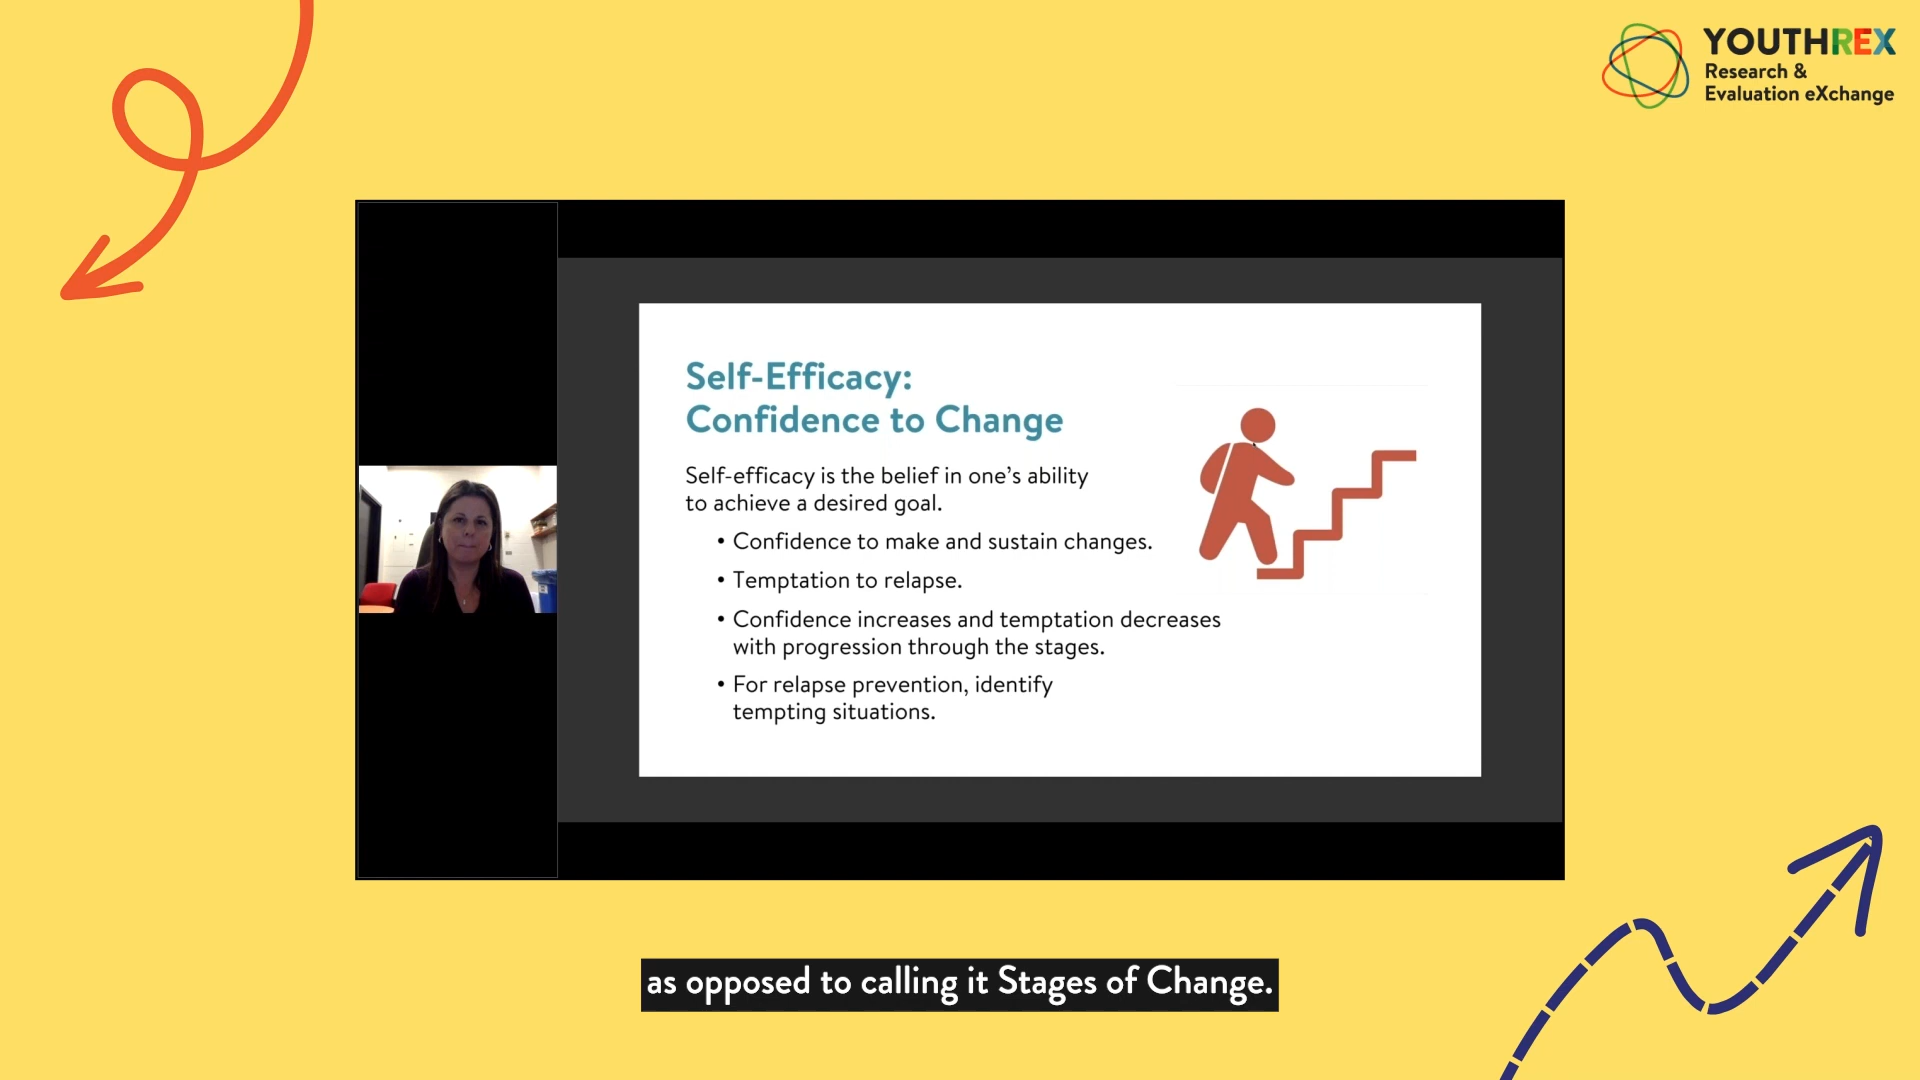 YOUTHREX
Research &
Evaluation eXchange
Self-Efficacy:
Confidence to Change
Self-efficacy is the belief in one's ability
to achieve a desired goal.
• Confidence to make and sustain changes.
• Temptation to relapse.
• Confidence increases and temptation decreases
with progression through the stages.
• For relapse prevention, identify
tempting situations.
as opposed to calling it Stages of Change.